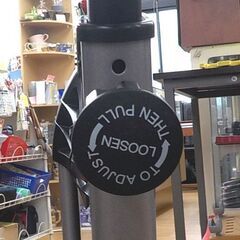 TO ADJUST
LOOSEN
THEN PULL